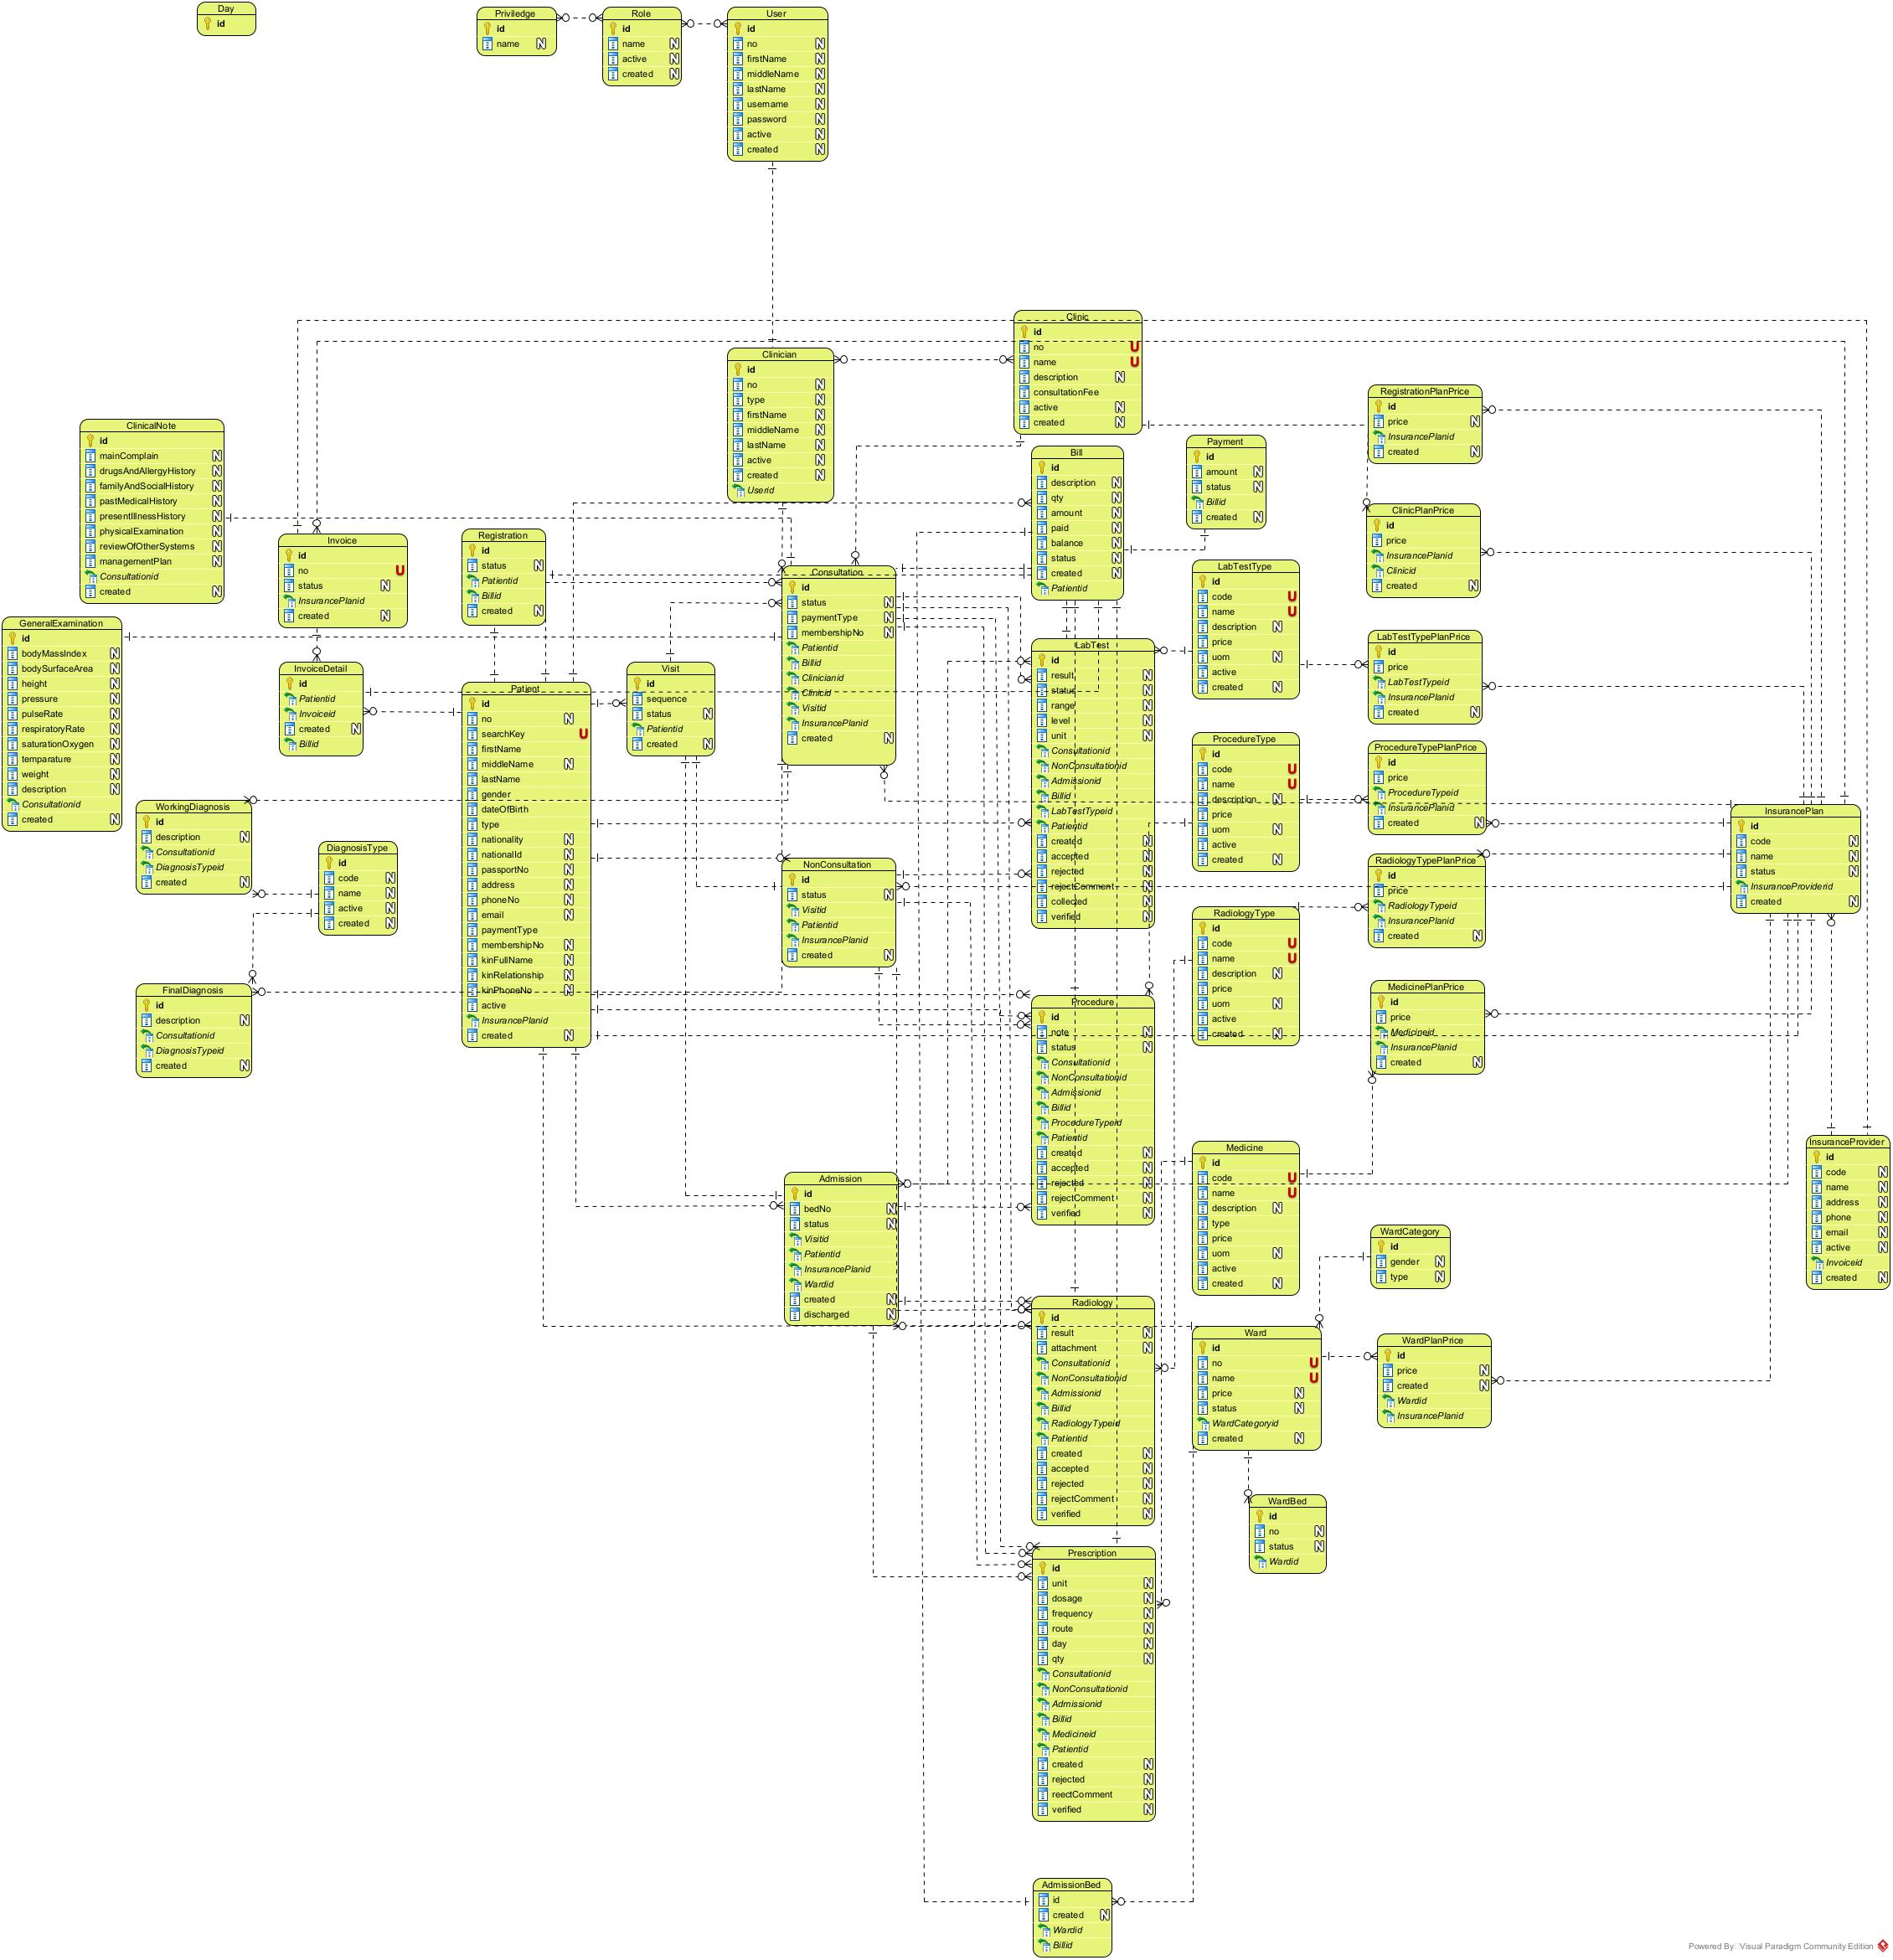 Day
id
Priviledge
id
name N
Role
id
name N
active N
created N
User
id
no N
firstName N
middleName N
lastName N
username N
password N
active N
created N
Clinic
id
no U
name U
description N
consultationFee
active N
created N
Clinician
id
no N
type N
firstName N
middleName N
lastName N
active N
created N
Userid
RegistrationPlanPrice
id
price N
InsurancePlanid
created N
ClinicalNote
id
mainComplain N
drugsAndAllergyHistory N
familyAndSocialHistory N
pastMedicalHistory N
presentIllnessHistory N
physicalExamination N
reviewOfOtherSystems N
managementPlan N
Consultationid
created N
Payment
id
amount N
status N
Billid
created N
Bill
id
description N
qty N
amount N
paid N
balance N
status N
created N
Patientid
ClinicPlanPrice
id
price
InsurancePlanid
Clinicid
created N
Invoice
id
no U
status N
InsurancePlanid
created N
Registration
id
status N
Patientid
Billid
created N
Consultation
id
status N
paymentType N
membershipNo N
Patientid
Billid
Clinicianid
Clinicid
Visitid
InsurancePlanid
created N
LabTestType
id
code U
name U
description N
price
uom N
active
created N
GeneralExamination
id
bodyMassIndex N
bodySurfaceArea N
height N
pressure N
pulseRate N
respiratoryRate N
saturationOxygen N
temparature N
weight N
description N
Consultationid
created N
LabTestTypePlanPrice
id
price
LabTestTypeid
InsurancePlanid
created N
InvoiceDetail
id
Patientid
Invoiceid
created N
Billid
Patient
id
no N
searchKey U
firstName
middleName N
lastName
gender
dateOfBirth
type
nationality N
nationalId N
passportNo N
address N
phoneNo N
email N
paymentType
membershipNo N
kinFullName N
kinRelationship N
kinPhoneNo N
active
InsurancePlanid
created N
Visit
id
sequence
status N
Patientid
created N
LabTest
id
result N
status N
range N
level N
unit N
Consultationid
NonConsultationid
Admissionid
Billid
LabTestTypeid
Patientid
created N
accepted N
rejected N
rejectComment N
collected N
verified N
ProcedureType
id
code U
name U
description N
price
uom N
active
created N
ProcedureTypePlanPrice
id
price
ProcedureTypeid
InsurancePlanid
created N
WorkingDiagnosis
id
description N
Consultationid
DiagnosisTypeid
created N
DiagnosisType
id
code N
name N
active N
created N
NonConsultation
id
status N
Visitid
Patientid
InsurancePlanid
created N
RadiologyTypePlanPrice
id
price
RadiologyTypeid
InsurancePlanid
created N
InsurancePlan
id
code N
name N
status N
InsuranceProviderid
created N
RadiologyType
id
code U
name U
description N
price
uom N
active
created N
FinalDiagnosis
id
description N
Consultationid
DiagnosisTypeid
created N
Procedure
id
note N
status N
Consultationid
NonConsultationid
Admissionid
Billid
ProcedureTypeid
Patientid
created N
accepted N
rejected N
rejectComment N
verified N
MedicinePlanPrice
id
price
Medicineid
InsurancePlanid
created N
Medicine
id
code U
name U
description N
type
price
uom N
active
created N
InsuranceProvider
id
code N
name N
address N
phone N
email N
active N
Invoiceid
created N
Admission
id
bedNo N
status N
Visitid
Patientid
InsurancePlanid
Wardid
created N
discharged N
WardCategory
id
gender N
type N
Radiology
id
result N
attachment N
Consultationid
NonConsultationid
Admissionid
Billid
RadiologyTypeid
Patientid
created N
accepted N
rejected N
rejectComment N
verified N
Ward
id
no U
name U
price N
status N
WardCategoryid
created N
WardPlanPrice
id
price N
created N
Wardid
InsurancePlanid
WardBed
id
no N
status N
Wardid
Prescription
id
unit N
dosage N
frequency N
route N
day N
qty N
Consultationid
NonConsultationid
Admissionid
Billid
Medicineid
Patientid
created N
rejected N
reectComment N
verified N
AdmissionBed
id
created N
Wardid
Billid
Powered By: Visual Paradigm Community Edition